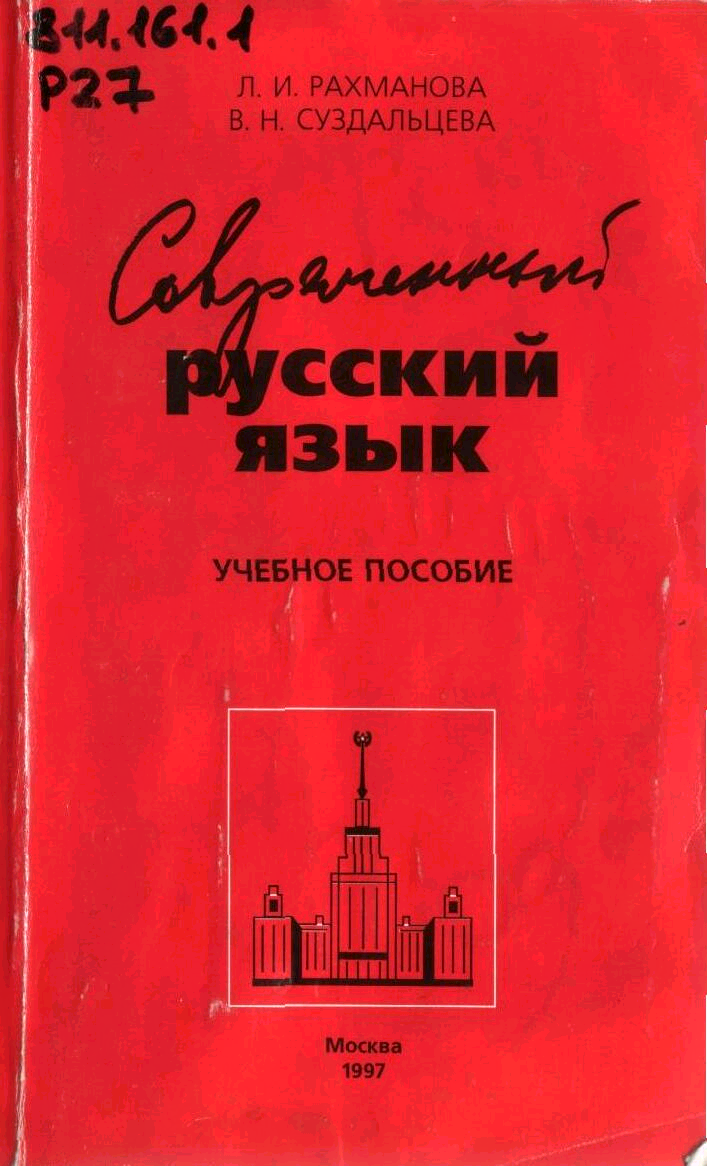 811.161.1
Р27
Л. И. РАХМАНОВА
В. Н. СУЗДАЛЬЦЕВА
Современный
русский
язык
УЧЕБНОЕ ПОСОБИЕ
Москва
1997